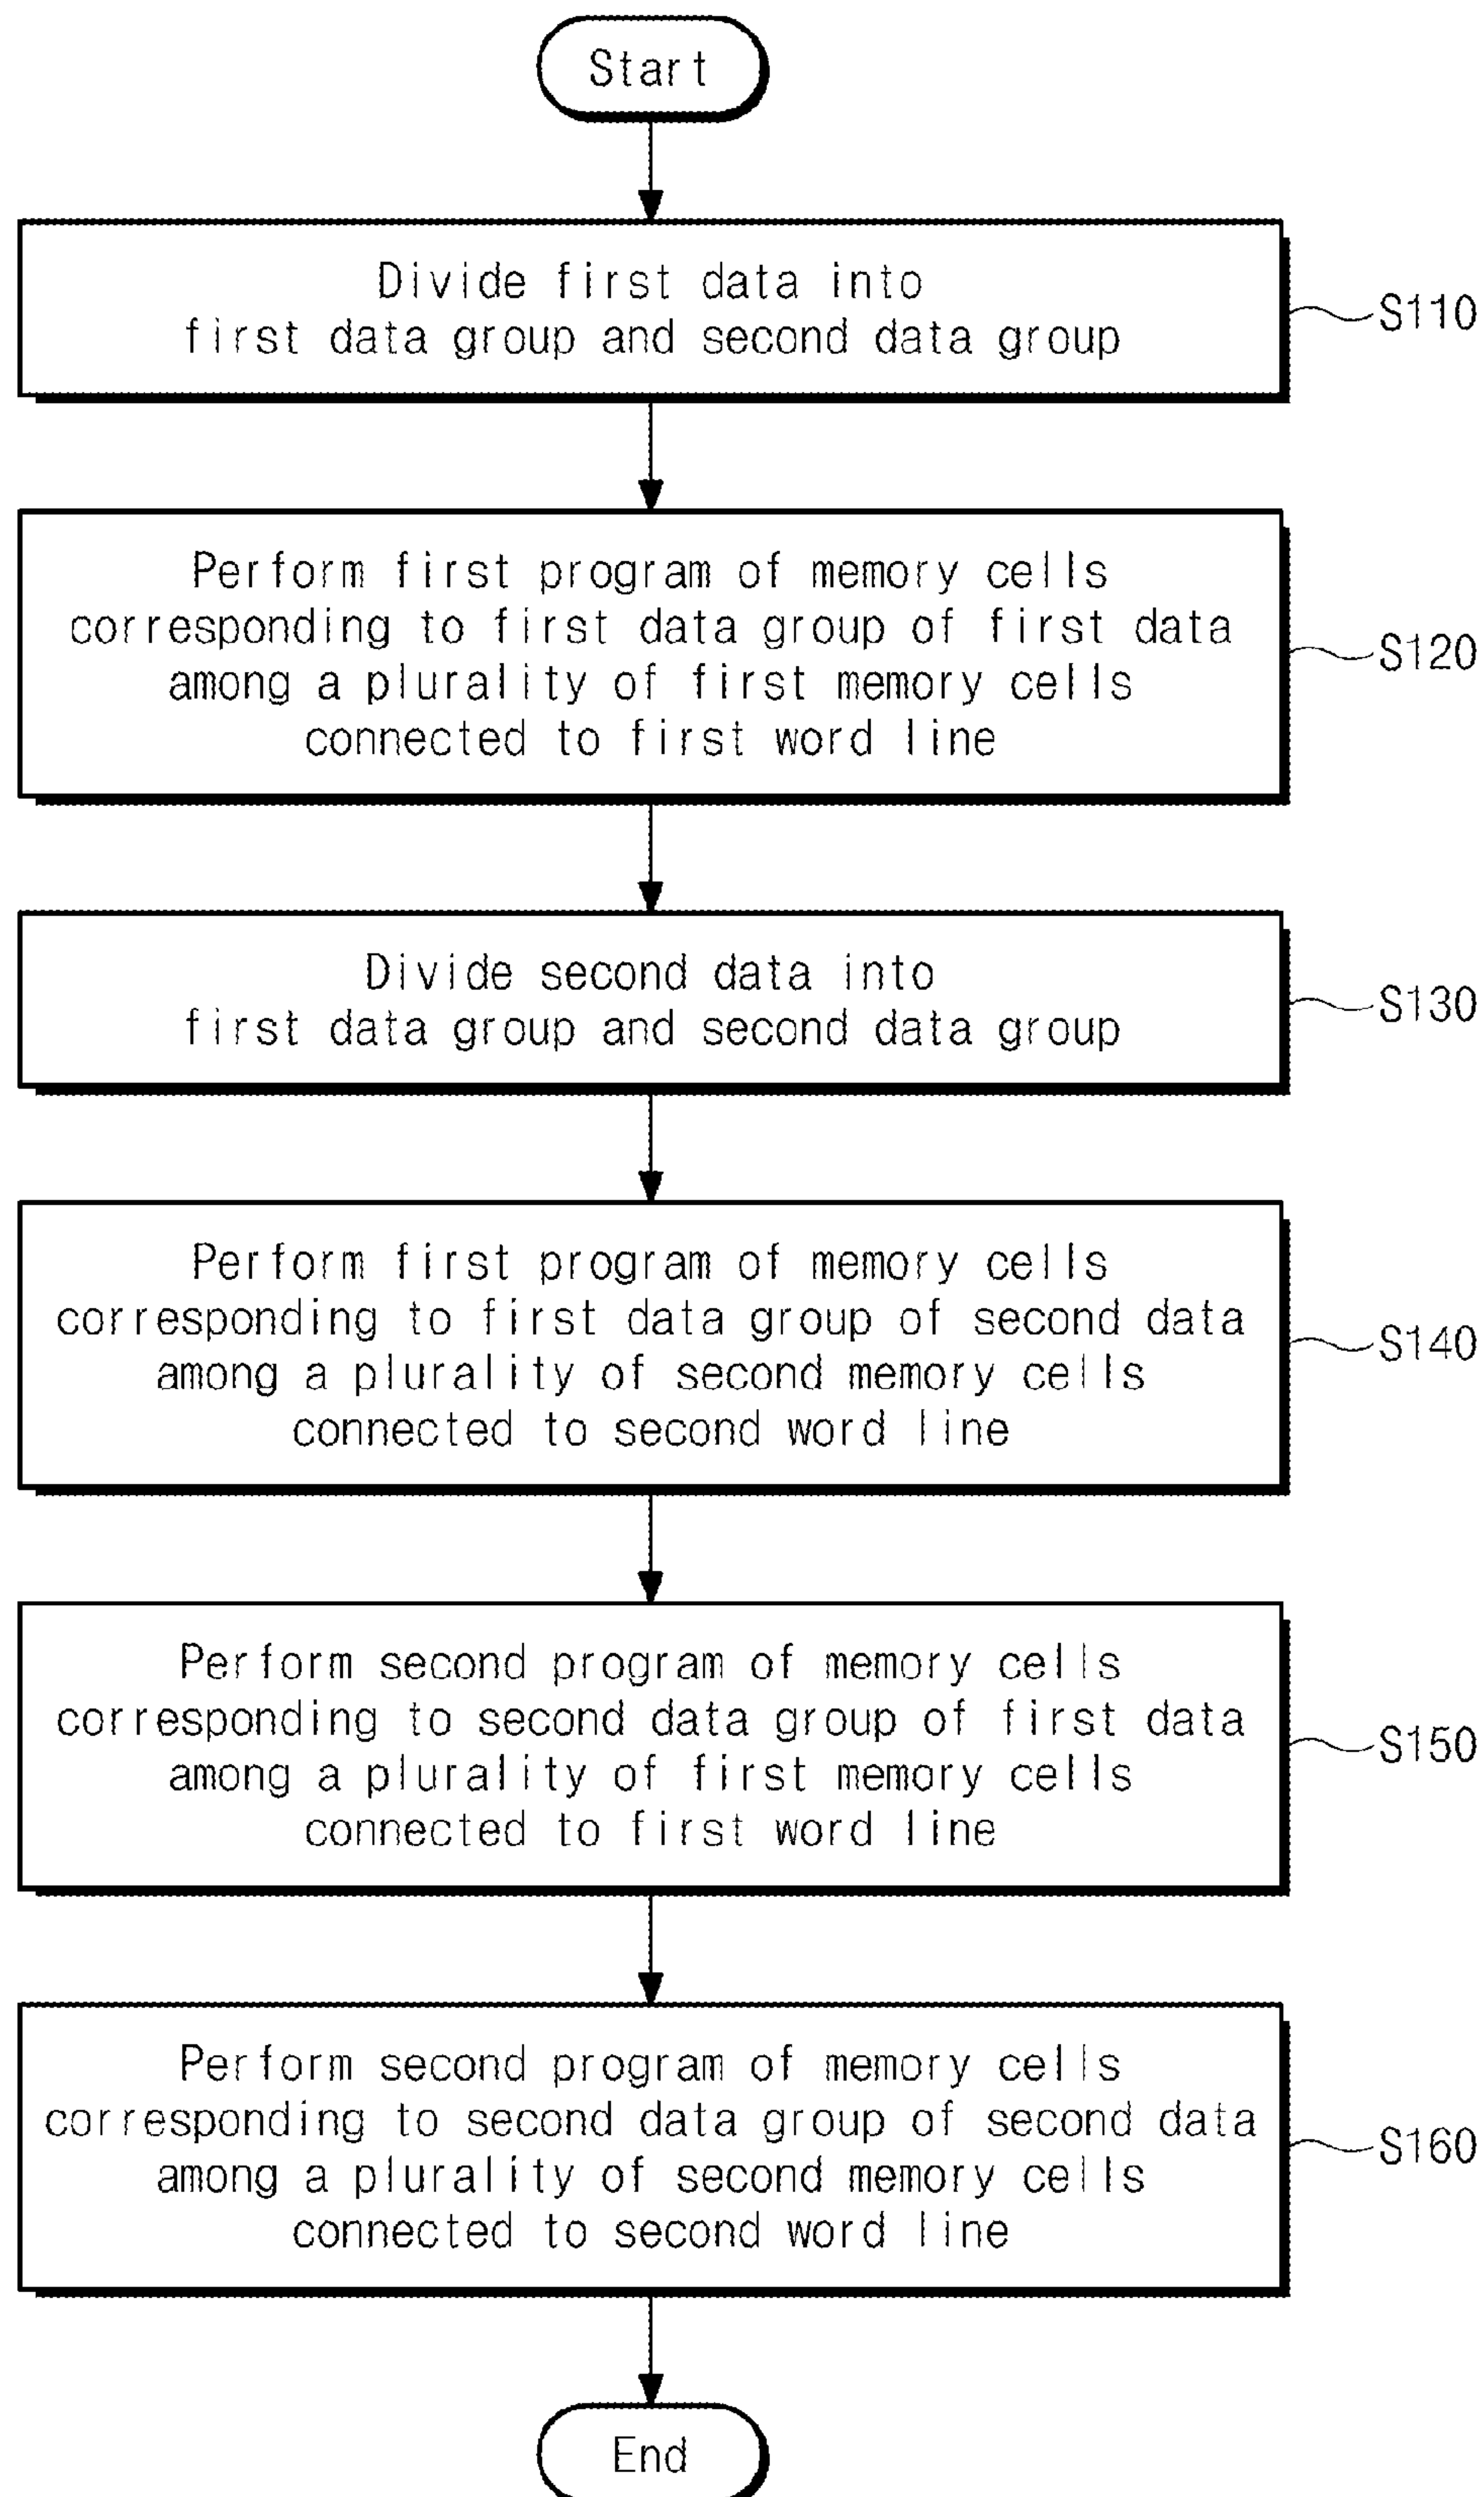 Start
Divide first data into
first data group and second data group
S110
Perform first program of memory cells
corresponding to first data group of first data
among a plurality of first memory cells
connected to first word line
S120
Divide second data into
first data group and second data group
S130
Perform first program of memory cells
corresponding to first data group of second data
among a plurality of second memory cells
connected to second word line
S140
Perform second program of memory cells
corresponding to second data group of first data
among a plurality of first memory cells
connected to first word line
S150
Perform second program of memory cells
corresponding to second data group of second data
among a plurality of second memory cells
connected to second word line
S160
End